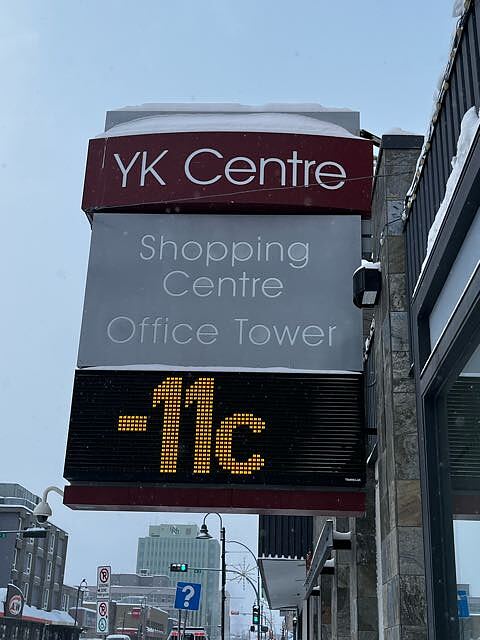 YK Centre
Shopping
Centre
Office Tower
-11c
?